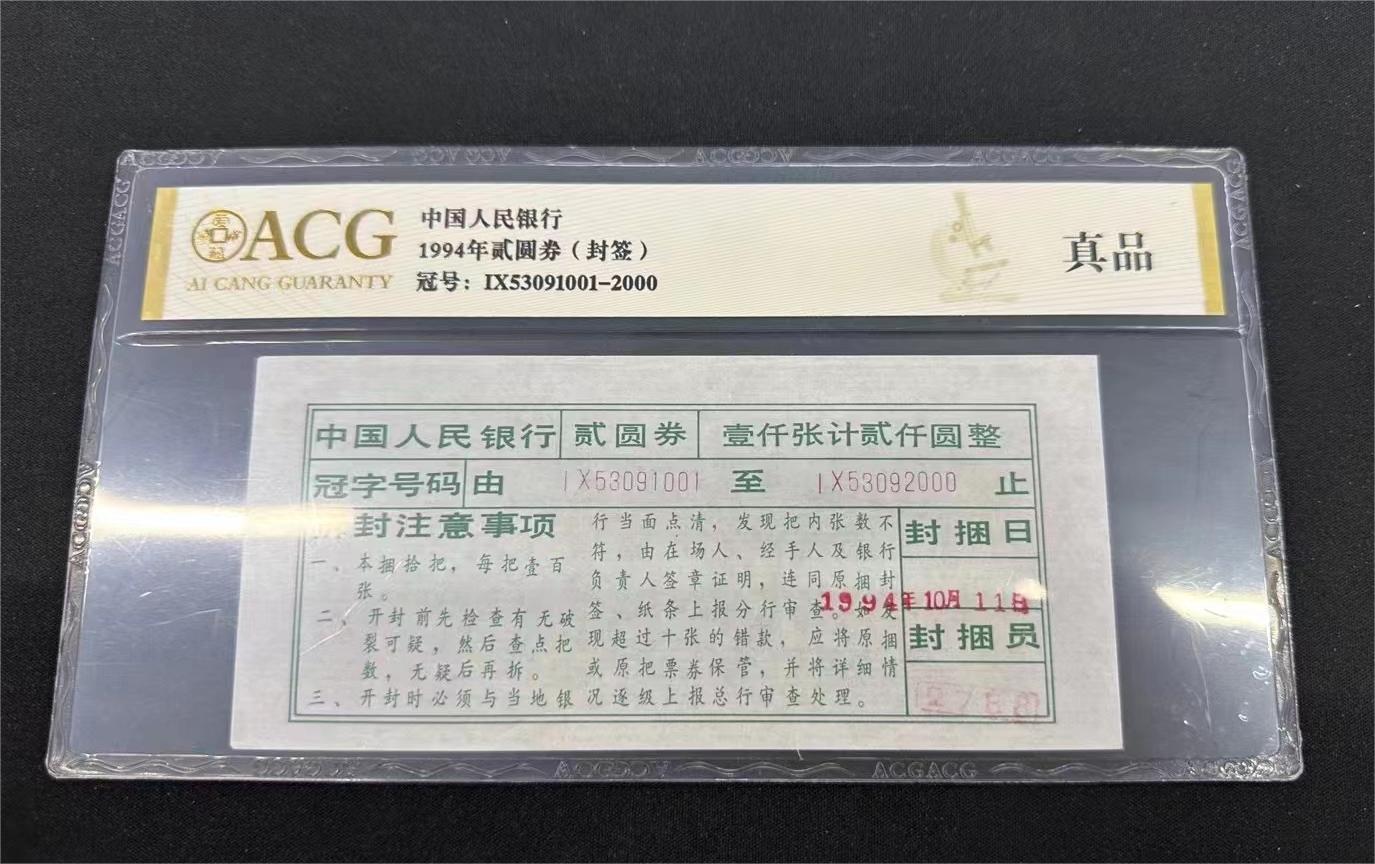 ACG
AI CANG GUARANTY
中国人民银行
1994年贰圆券（封签）
冠号：IX53091001-2000
真品
中国人民银行 贰圆券 壹仟张计贰仟圆整
冠字号码 由 IX53091001 至 IX53092000 止
封注意事项
一、本捆拾把，每把壹百
张。
二、开封前先检查有无破
裂可疑，然后查点把
数，无疑后再拆。
三、开封时必须与当地银
行当面点清，发现把内张数不
符，由在场人、经手人及银行
负责人签章证明，连同原捆封
签、纸条上报分行审查。如发
现超过十张的错款，应将原捆
或原把票券保管，并将详细情
况逐级上报总行审查处理。
封捆日
1994年10月11日
封捆员
ACGACG